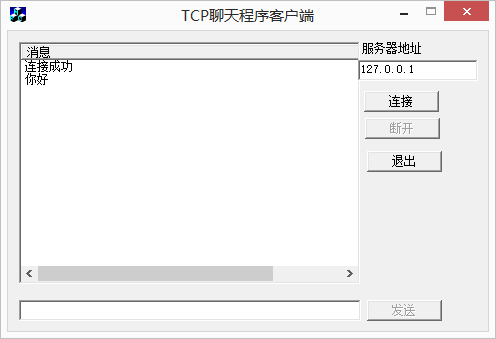 TCP聊天程序客户端
消息
连接成功
你好
服务器地址
127.0.0.1
连接
断开
退出
发送